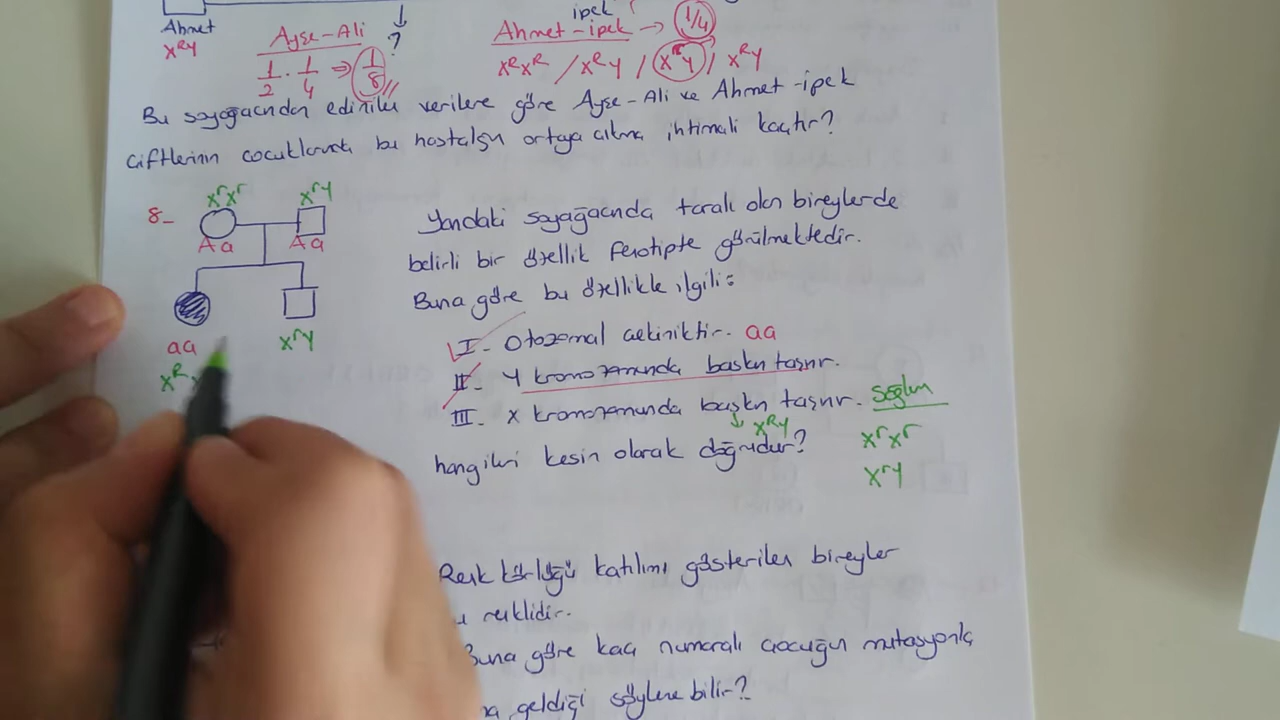 ipek
Ahmet
XᴿY
Ayşe-Ali
1/2 . 1/4 ⇒ 1/8 //
?
Ahmet-ipek → 1/4
XᴿXᴿ / XᴿY / XʳY / XᴿY
Bu soyağacından edinilen verilere göre Ayşe-Ali ve Ahmet-ipek
çiftlerinin çocuklarında bu hastalığın ortaya çıkma ihtimali kaçtır?
8-
XʳXʳ
XʳY
Aa
Aa
aa
Xᴿ
XʳY
Yandaki soyağacında taralı olan bireylerde
belirli bir özellik fenotipte görülmektedir.
Buna göre bu özellikle ilgili:
I- Otozomal çekiniktir. aa
II- Y kromozomunda baskın taşınır.
III- X kromozomunda baskın taşınır. Sağlam
↓ XᴿY
XʳXʳ
XʳY
hangileri kesin olarak doğrudur?
Renk körlüğü katılımı gösterilen bireyler
renklidir.
Buna göre kaç numaralı çocuğun mutasyonla
geldiği söylenebilir?